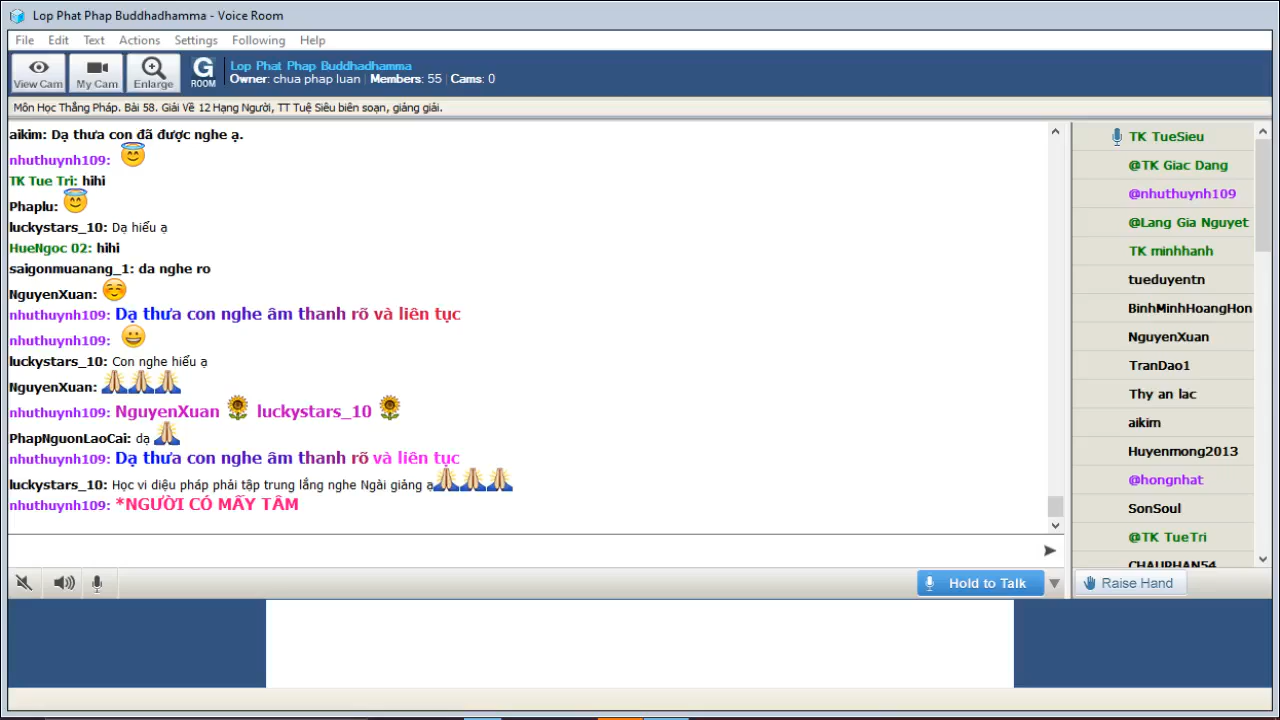 Lop Phat Phap Buddhadhamma - Voice Room
File Edit Text Actions Settings Following Help
View Cam My Cam Enlarge G ROOM
Lop Phat Phap Buddhadhamma
Owner: chua phap luan | Members: 55 | Cams: 0
Môn Học Thắng Pháp. Bài 58. Giải Về 12 Hạng Người, TT Tuệ Siêu biên soạn, giảng giải.
aikim: Dạ thưa con đã được nghe ạ.
nhuthuynh109:
TK Tue Tri: hihi
Phaplu:
luckystars_10: Dạ hiểu ạ
HueNgoc 02: hihi
saigonmuanang_1: da nghe ro
NguyenXuan:
nhuthuynh109: Dạ thưa con nghe âm thanh rõ và liên tục
nhuthuynh109:
luckystars_10: Con nghe hiểu ạ
NguyenXuan:
nhuthuynh109: NguyenXuan luckystars_10
PhapNguonLaoCai: dạ
nhuthuynh109: Dạ thưa con nghe âm thanh rõ và liên tục
luckystars_10: Học vi diệu pháp phải tập trung lắng nghe Ngài giảng ạ
nhuthuynh109: *NGƯỜI CÓ MẤY TÂM
Hold to Talk
TK TueSieu
@TK Giac Dang
@nhuthuynh109
@Lang Gia Nguyet
TK minhhanh
tueduyentn
BinhMinhHoangHon
NguyenXuan
TranDao1
Thy an lac
aikim
Huyenmong2013
@hongnhat
SonSoul
@TK TueTri
CHAUPHAN54
Raise Hand